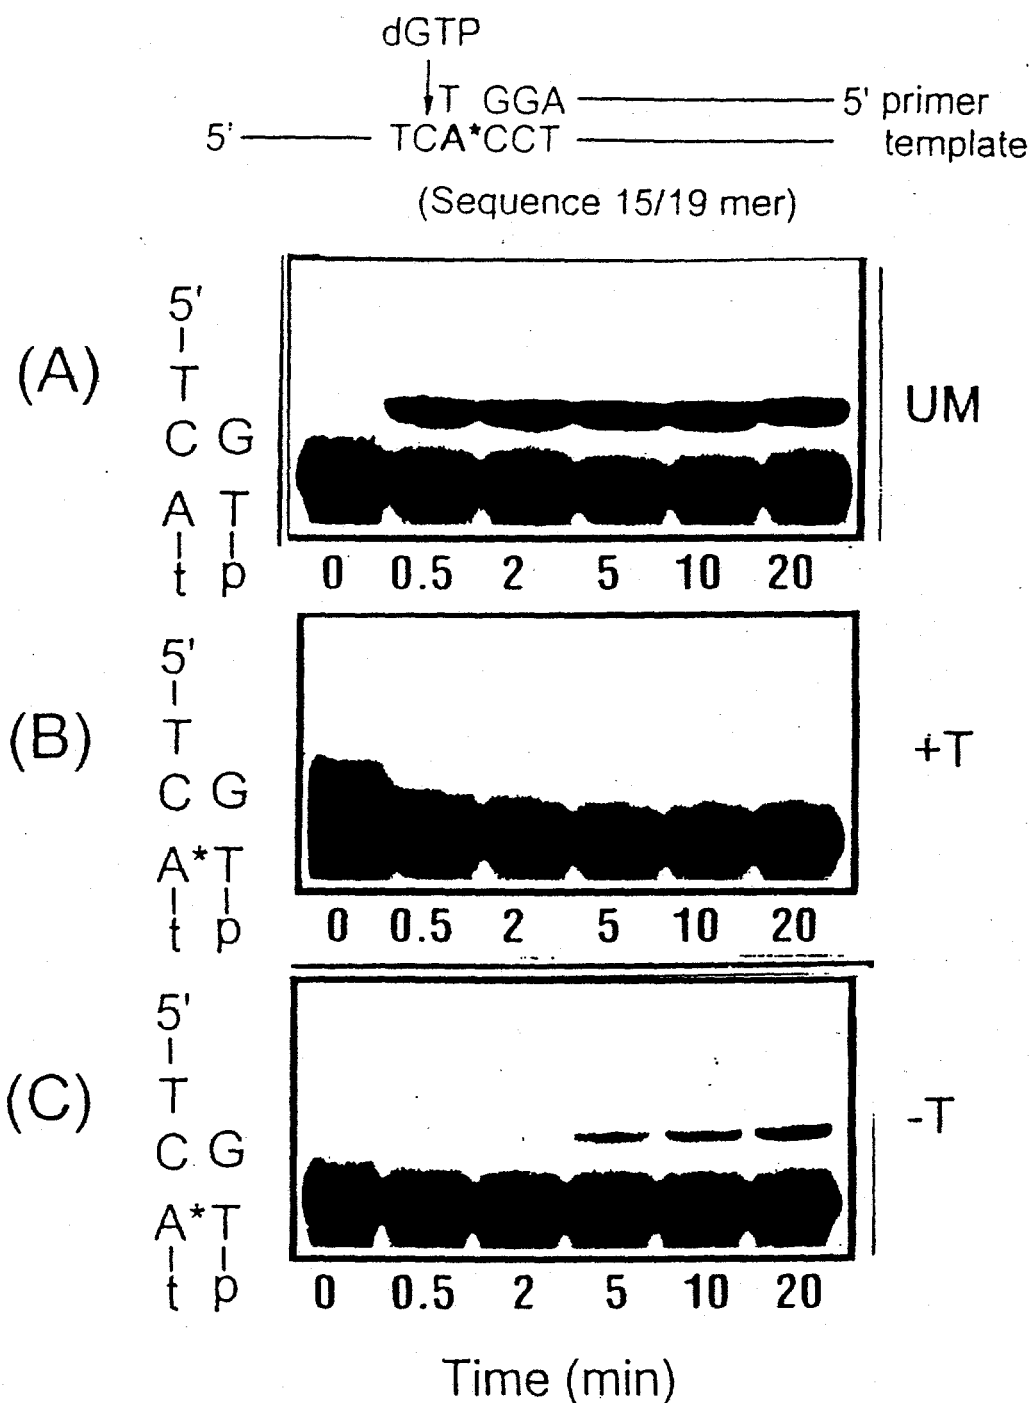 dGTP
T GGA 5' primer
5' TCA*CCT template
(Sequence 15/19 mer)
(A)
5'
T
C G
A T
t p
UM
0 0.5 2 5 10 20
(B)
5'
T
C G
A*T
t p
+T
0 0.5 2 5 10 20
(C)
5'
T
C G
A*T
t p
-T
0 0.5 2 5 10 20
Time (min)